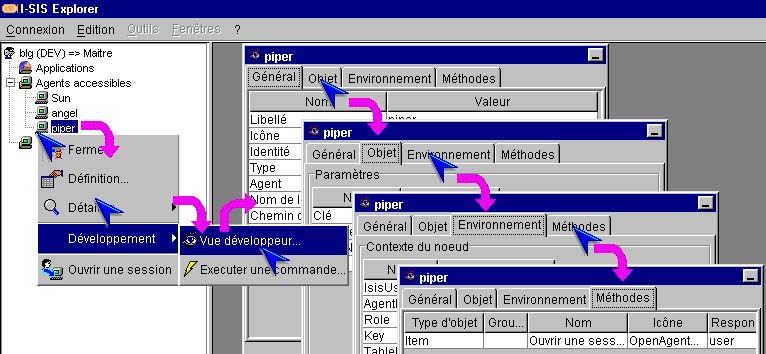 I-SIS Explorer
Connexion Edition Outils Fenêtres ?
blg (DEV) => Maitre
Applications
Agents accessibles
Sun
angel
piper
Définition...
Développement
Ouvrir une session
Vue développeur...
Executer une commande...
piper
Général Objet Environnement Méthodes
Valeur
Libellé piper
Icône
Identité
Type
Agent
Nom de l
Chemin d
piper
Général Objet Environnement Méthodes
Paramètres
N
Clé
piper
Général Objet Environnement Méthodes
Contexte du noeud
N
IsisUs
AgentI
Role
Key
Table
piper
Général Objet Environnement Méthodes
Type d'objet Grou... Nom Icône Respon
Item Ouvrir une sess... OpenAgent... user